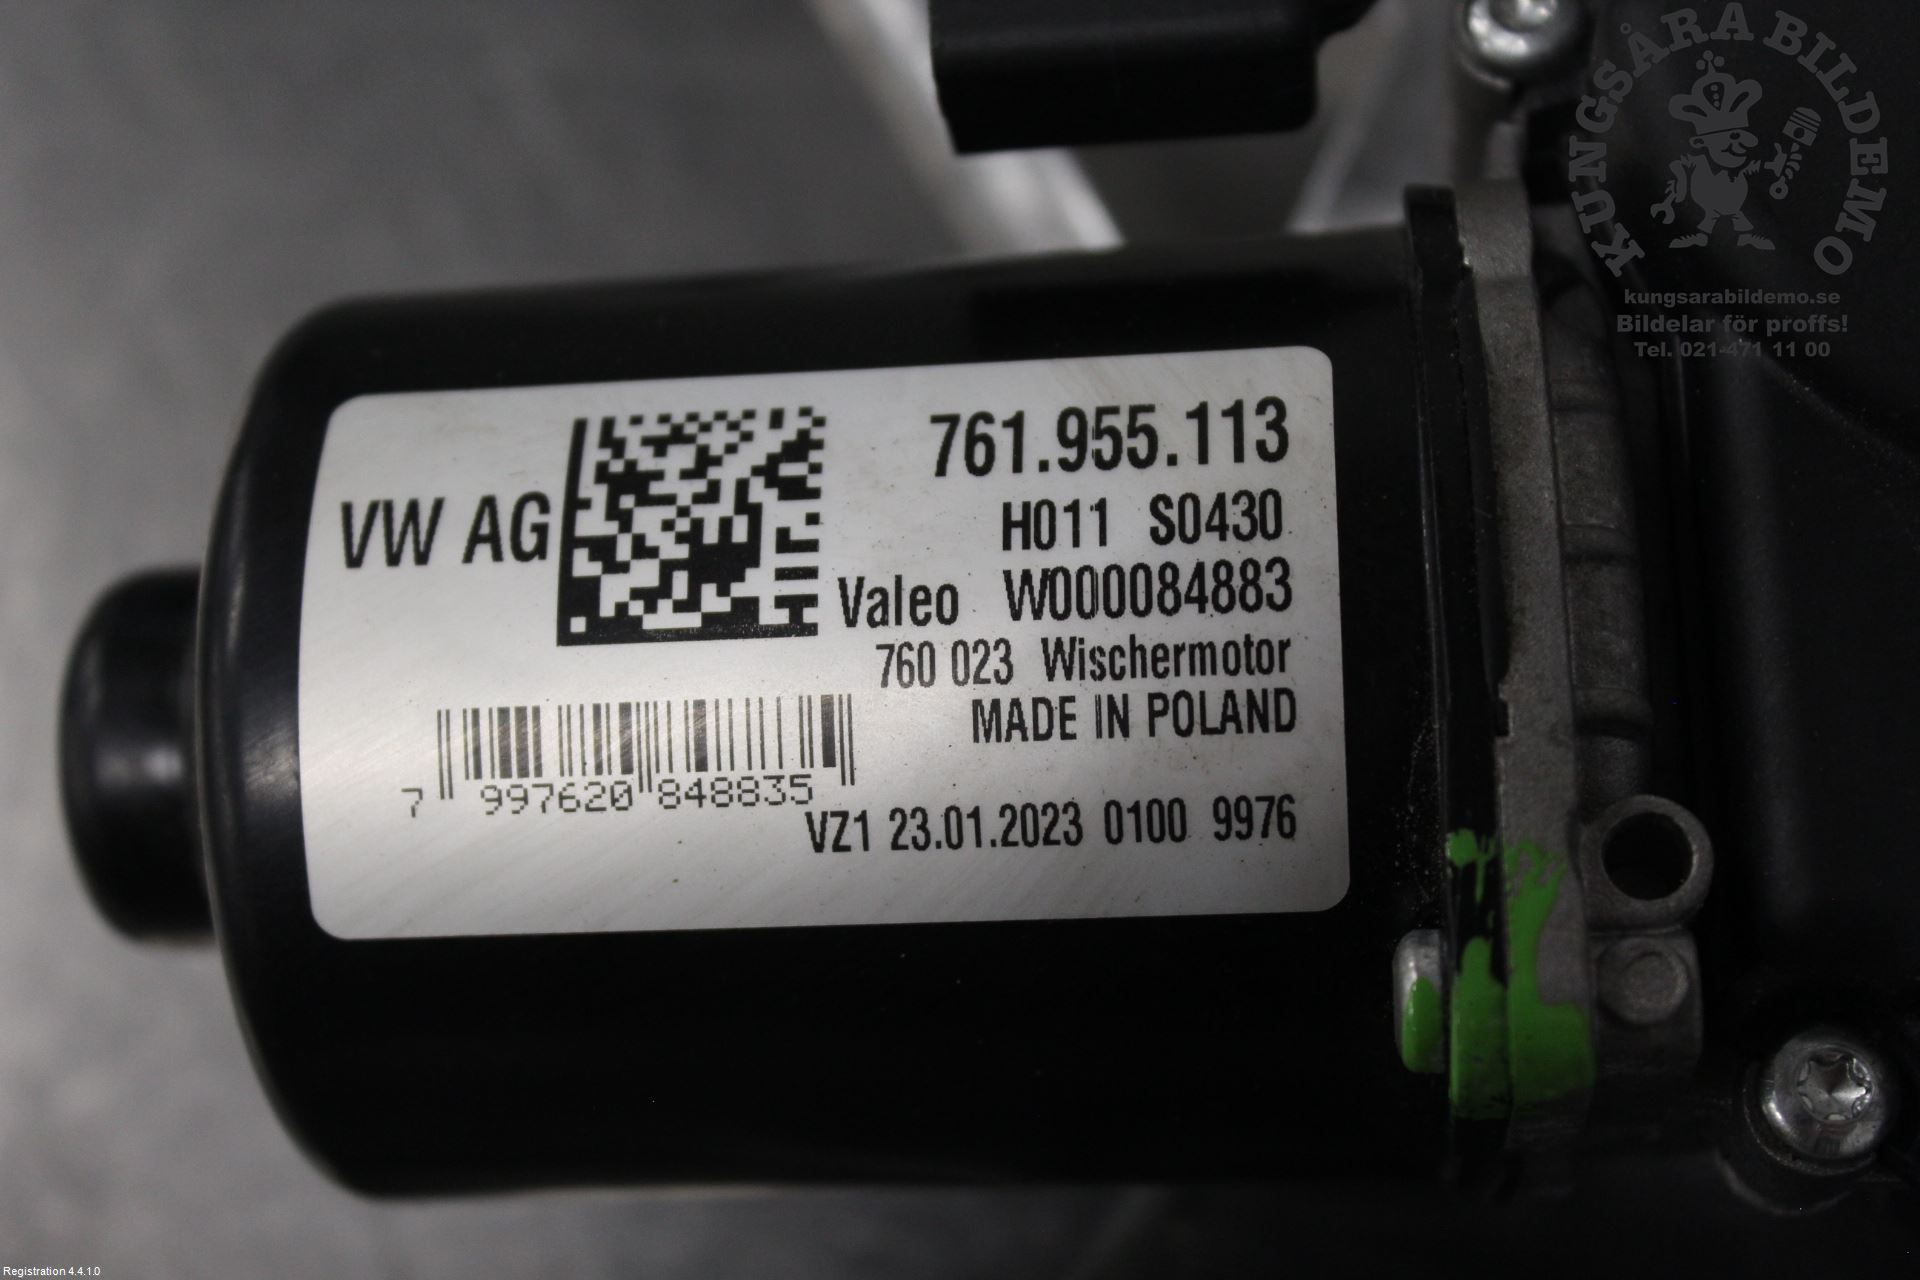 KUNGSÅRA BILDEMO
kungsarabildemo.se
Bildelar för proffs!
Tel. 021-471 11 00
761.955.113
VW AG
H011 S0430
Valeo W000084883
760 023 Wischermotor
MADE IN POLAND
7 997620 848835
VZ1 23.01.2023 0100 9976
Registration 4.4.1.0